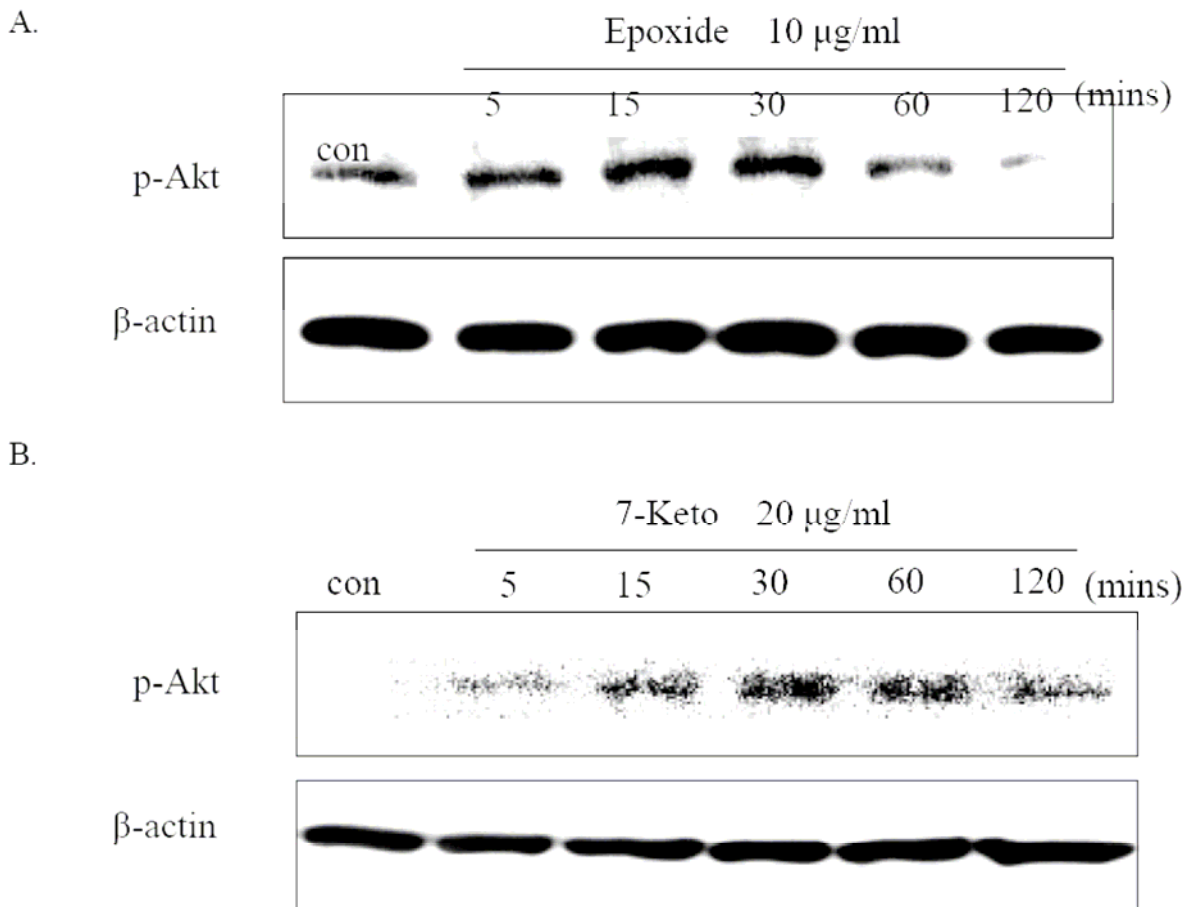 A.
Epoxide 10 μg/ml
5 15 30 60 120 (mins)
con
p-Akt
β-actin
B.
7-Keto 20 μg/ml
con 5 15 30 60 120 (mins)
p-Akt
β-actin